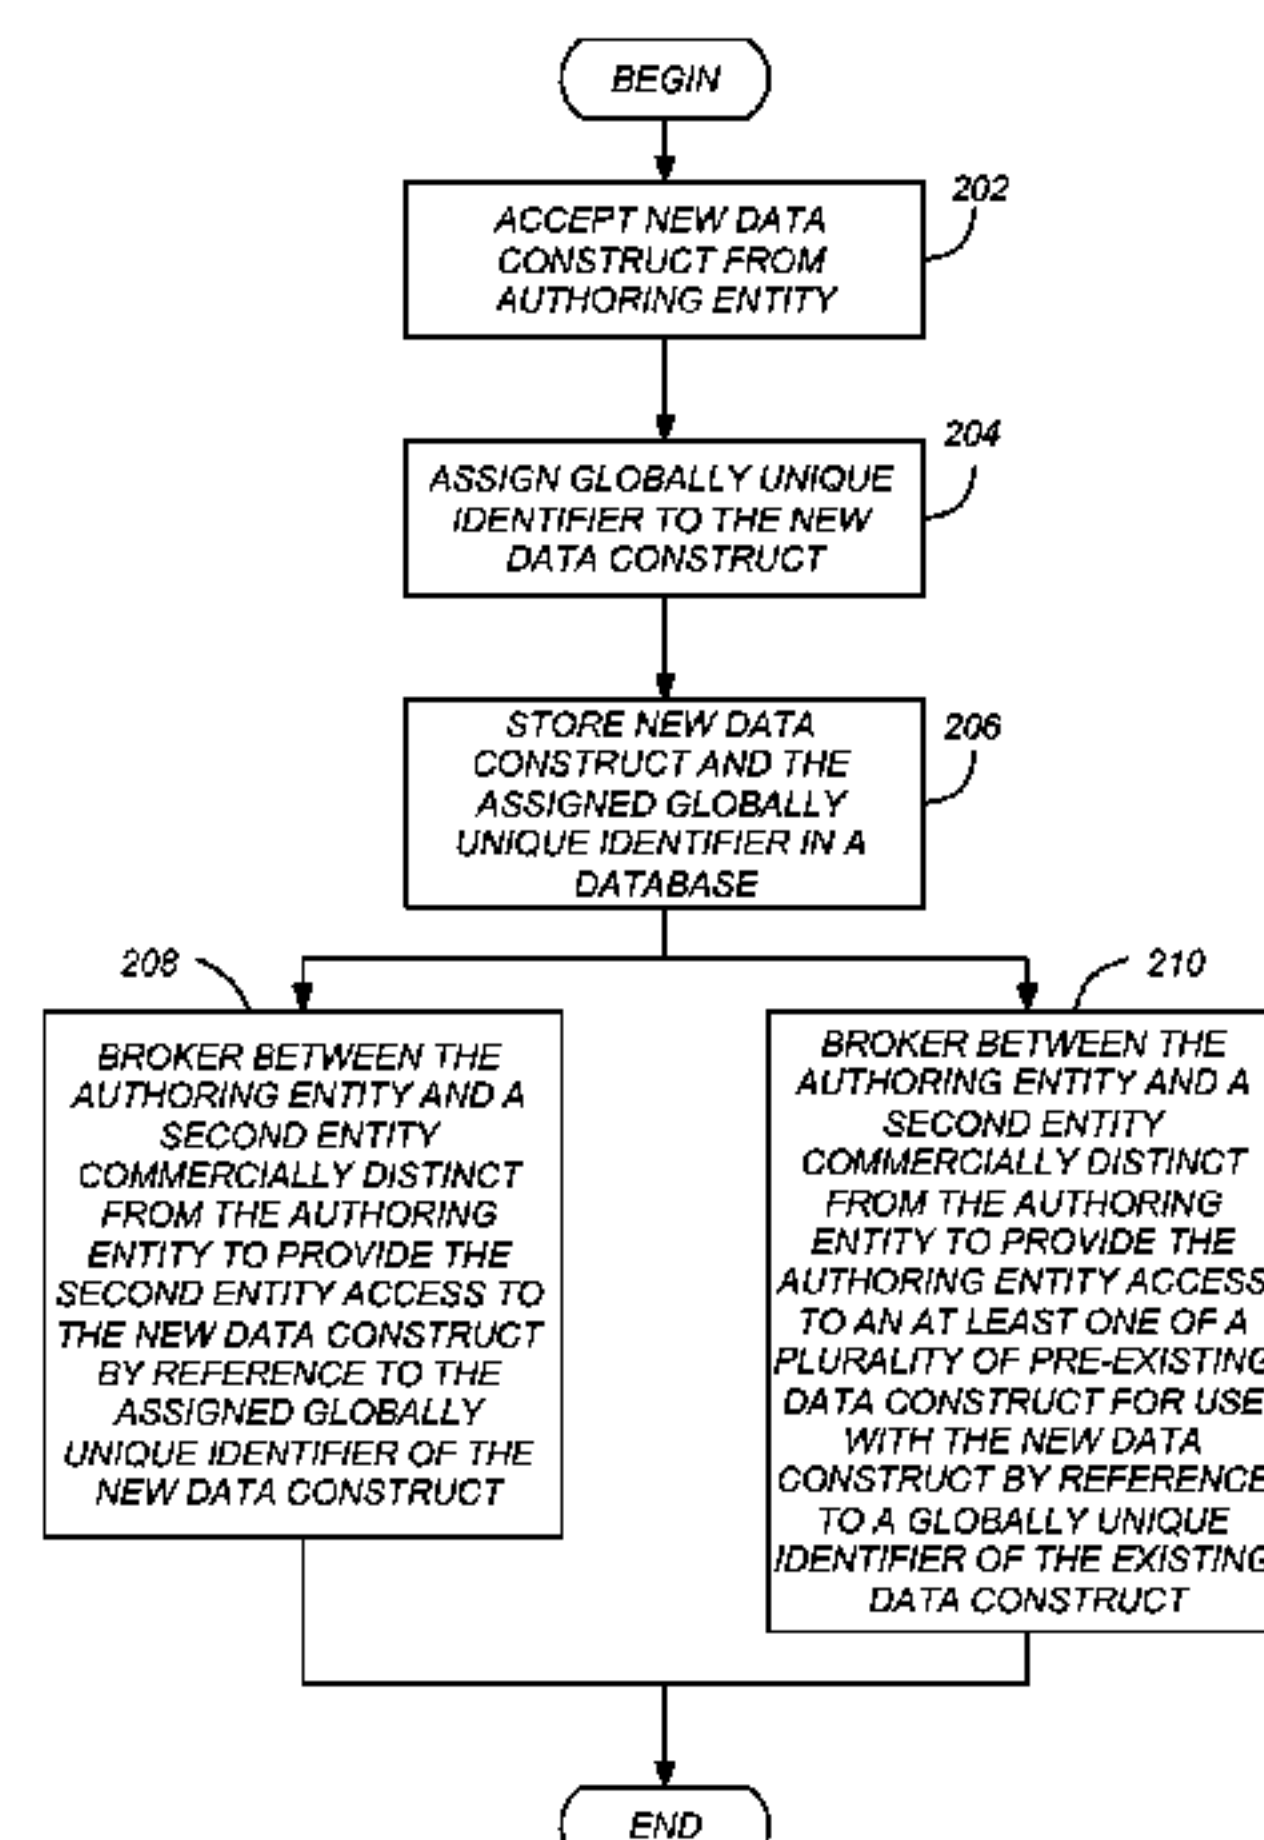 BEGIN
202
ACCEPT NEW DATA
CONSTRUCT FROM
AUTHORING ENTITY
204
ASSIGN GLOBALLY UNIQUE
IDENTIFIER TO THE NEW
DATA CONSTRUCT
206
STORE NEW DATA
CONSTRUCT AND THE
ASSIGNED GLOBALLY
UNIQUE IDENTIFIER IN A
DATABASE
208
BROKER BETWEEN THE
AUTHORING ENTITY AND A
SECOND ENTITY
COMMERCIALLY DISTINCT
FROM THE AUTHORING
ENTITY TO PROVIDE THE
SECOND ENTITY ACCESS TO
THE NEW DATA CONSTRUCT
BY REFERENCE TO THE
ASSIGNED GLOBALLY
UNIQUE IDENTIFIER OF THE
NEW DATA CONSTRUCT
210
BROKER BETWEEN THE
AUTHORING ENTITY AND A
SECOND ENTITY
COMMERCIALLY DISTINCT
FROM THE AUTHORING
ENTITY TO PROVIDE THE
AUTHORING ENTITY ACCESS
TO AN AT LEAST ONE OF A
PLURALITY OF PRE-EXISTING
DATA CONSTRUCT FOR USE
WITH THE NEW DATA
CONSTRUCT BY REFERENCE
TO A GLOBALLY UNIQUE
IDENTIFIER OF THE EXISTING
DATA CONSTRUCT
END